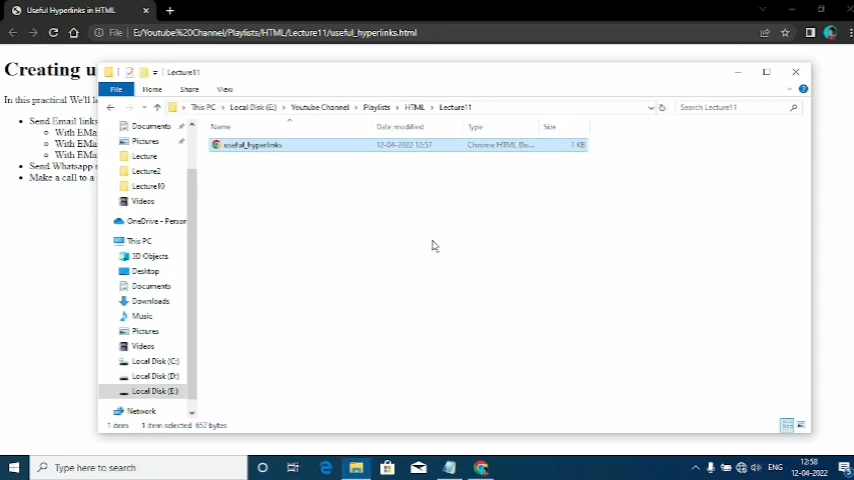 Useful Hyperlinks in HTML
File E:/Youtube%20Channel/Playlists/HTML/Lecture11/useful_hyperlinks.html
Creating u
In this practical We'll le
Send Email links
With EMai
With EMai
With EMai
Send Whatsapp
Make a call to a
Lecture11
File Home Share View
This PC Local Disk (E:) Youtube Channel Playlists HTML Lecture11 Search Lecture11
Name Date modified Type Size
useful_hyperlinks 12-04-2022 12:57 Chrome HTML Do... 1 KB
Documents
Pictures
Lecture
Lecture2
Lecture10
Videos
OneDrive - Person
This PC
3D Objects
Desktop
Documents
Downloads
Music
Pictures
Videos
Local Disk (C:)
Local Disk (D:)
Local Disk (E:)
Network
1 item 1 item selected 652 bytes
Type here to search
ENG
12:58
12-04-2022